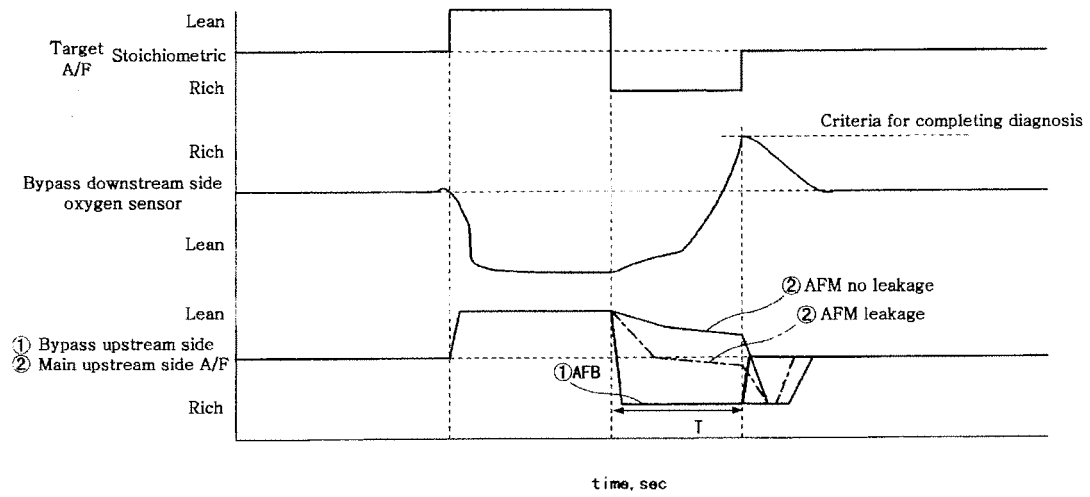 Lean
Target A/F
Stoichiometric
Rich
Criteria for completing diagnosis
Rich
Bypass downstream side
oxygen sensor
Lean
② AFM no leakage
Lean
② AFM leakage
① Bypass upstream side
② Main upstream side A/F
①AFB
Rich
T
time, sec